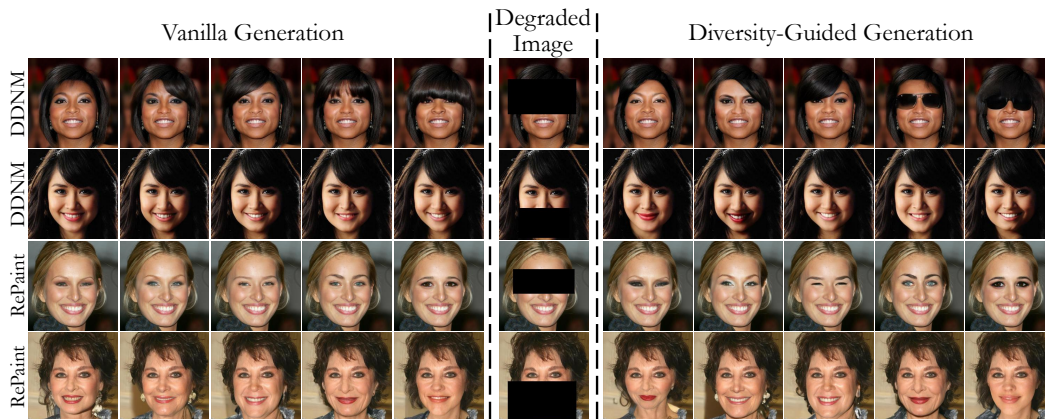 Vanilla Generation
Degraded
Image
Diversity-Guided Generation
DDNM
DDNM
RePaint
RePaint